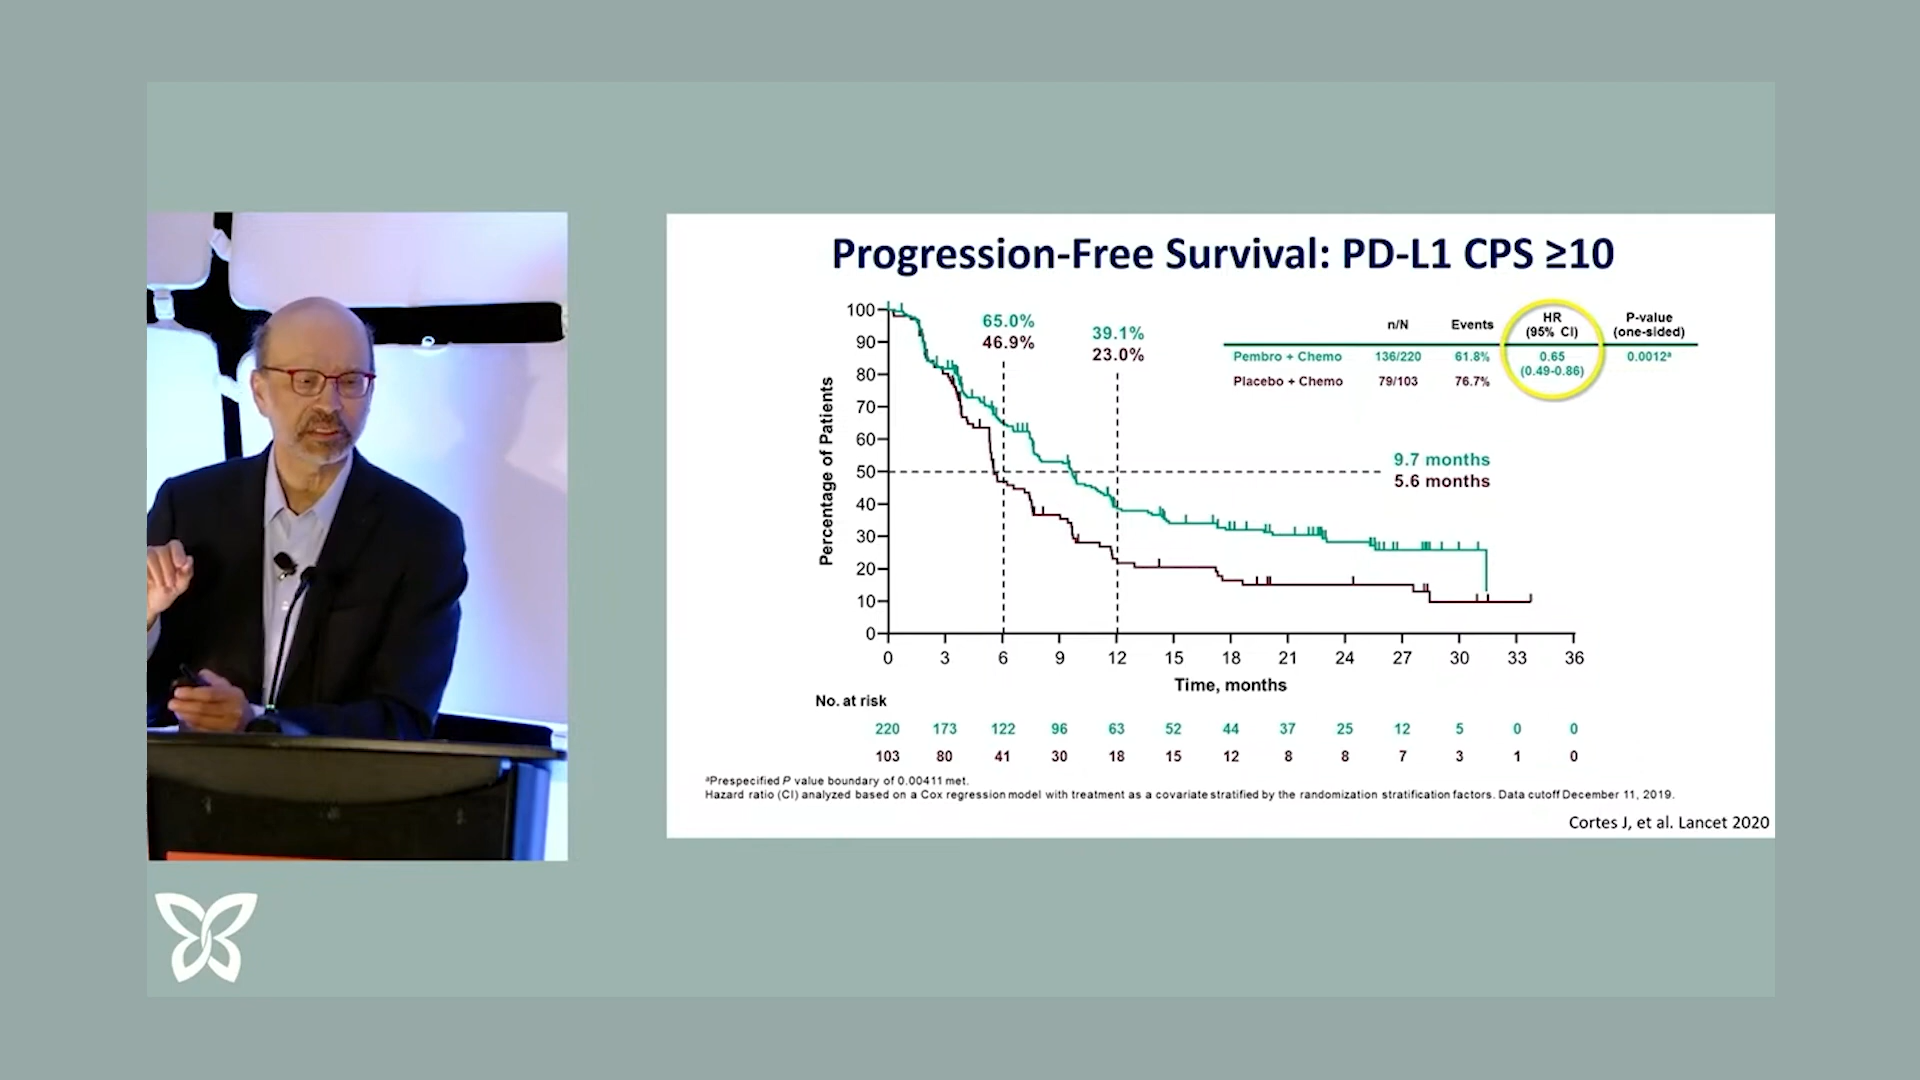 Progression-Free Survival: PD-L1 CPS ≥10
n/N Events HR (95% CI) P-value (one-sided)
Pembro + Chemo 136/220 61.8% 0.65 (0.49-0.86) 0.0012ª
Placebo + Chemo 79/103 76.7%
65.0%
46.9%
39.1%
23.0%
9.7 months
5.6 months
Percentage of Patients
100
90
80
70
60
50
40
30
20
10
0
0 3 6 9 12 15 18 21 24 27 30 33 36
Time, months
No. at risk
220 173 122 96 63 52 44 37 25 12 5 0 0
103 80 41 30 18 15 12 8 8 7 3 1 0
ªPrespecified P value boundary of 0.00411 met.
Hazard ratio (CI) analyzed based on a Cox regression model with treatment as a covariate stratified by the randomization stratification factors. Data cutoff December 11, 2019.
Cortes J, et al. Lancet 2020